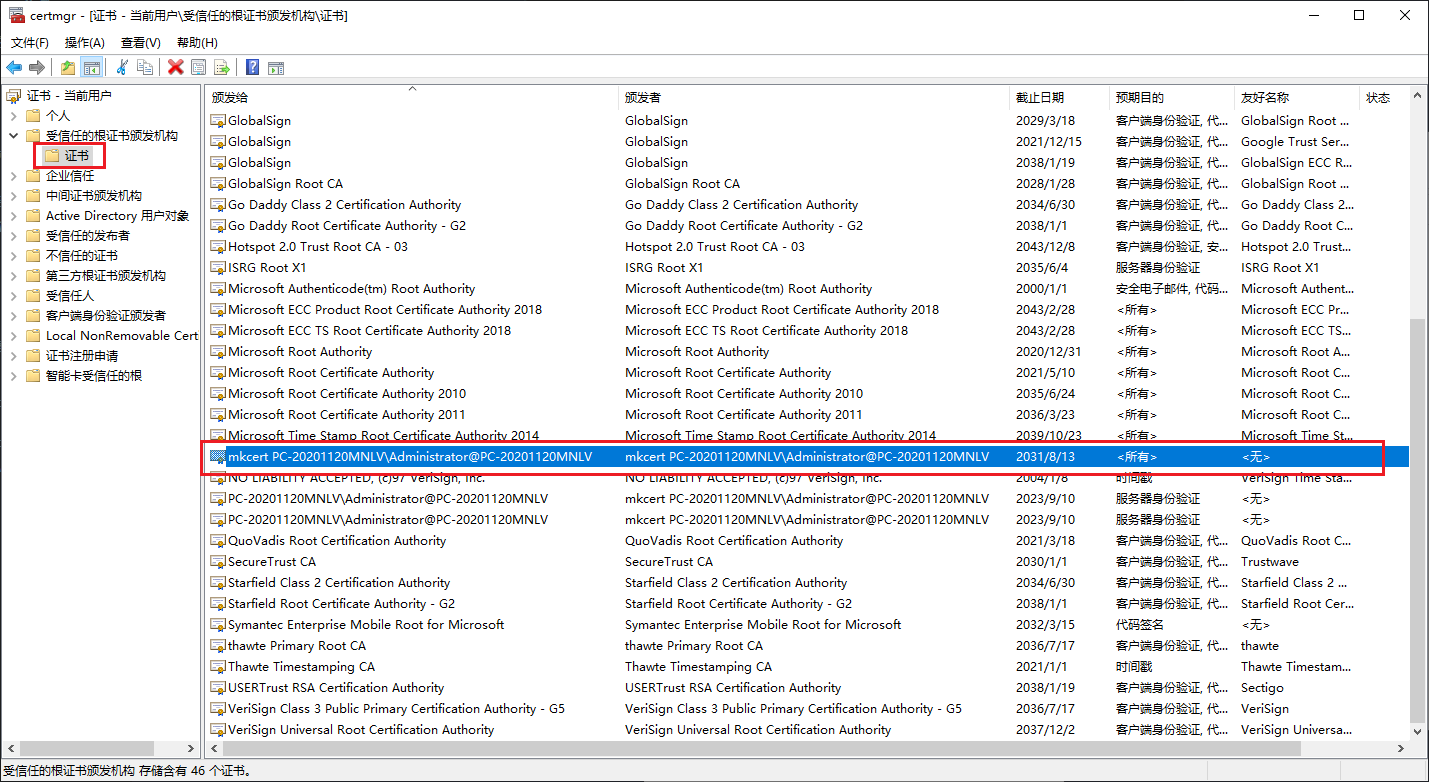 certmgr - [证书 - 当前用户\受信任的根证书颁发机构\证书]
文件(F) 操作(A) 查看(V) 帮助(H)
证书 - 当前用户
个人
受信任的根证书颁发机构
证书
企业信任
中间证书颁发机构
Active Directory 用户对象
受信任的发布者
不信任的证书
第三方根证书颁发机构
受信任人
客户端身份验证颁发者
Local NonRemovable Cert
证书注册申请
智能卡受信任的根
颁发给 颁发者 截止日期 预期目的 友好名称 状态
GlobalSign GlobalSign 2029/3/18 客户端身份验证, 代... GlobalSign Root ...
GlobalSign GlobalSign 2021/12/15 客户端身份验证, 代... Google Trust Ser...
GlobalSign GlobalSign 2038/1/19 客户端身份验证, 代... GlobalSign ECC R...
GlobalSign Root CA GlobalSign Root CA 2028/1/28 客户端身份验证, 代... GlobalSign Root ...
Go Daddy Class 2 Certification Authority Go Daddy Class 2 Certification Authority 2034/6/30 客户端身份验证, 代... Go Daddy Class 2...
Go Daddy Root Certificate Authority - G2 Go Daddy Root Certificate Authority - G2 2038/1/1 客户端身份验证, 代... Go Daddy Root C...
Hotspot 2.0 Trust Root CA - 03 Hotspot 2.0 Trust Root CA - 03 2043/12/8 客户端身份验证, 安... Hotspot 2.0 Trust...
ISRG Root X1 ISRG Root X1 2035/6/4 服务器身份验证 ISRG Root X1
Microsoft Authenticode(tm) Root Authority Microsoft Authenticode(tm) Root Authority 2000/1/1 安全电子邮件, 代码... Microsoft Authent...
Microsoft ECC Product Root Certificate Authority 2018 Microsoft ECC Product Root Certificate Authority 2018 2043/2/28 <所有> Microsoft ECC Pr...
Microsoft ECC TS Root Certificate Authority 2018 Microsoft ECC TS Root Certificate Authority 2018 2043/2/28 <所有> Microsoft ECC TS...
Microsoft Root Authority Microsoft Root Authority 2020/12/31 <所有> Microsoft Root A...
Microsoft Root Certificate Authority Microsoft Root Certificate Authority 2021/5/10 <所有> Microsoft Root C...
Microsoft Root Certificate Authority 2010 Microsoft Root Certificate Authority 2010 2035/6/24 <所有> Microsoft Root C...
Microsoft Root Certificate Authority 2011 Microsoft Root Certificate Authority 2011 2036/3/23 <所有> Microsoft Root C...
Microsoft Time Stamp Root Certificate Authority 2014 Microsoft Time Stamp Root Certificate Authority 2014 2039/10/23 <所有> Microsoft Time St...
mkcert PC-20201120MNLV\Administrator@PC-20201120MNLV mkcert PC-20201120MNLV\Administrator@PC-20201120MNLV 2031/8/13 <所有> <无>
NO LIABILITY ACCEPTED, (c)97 VeriSign, Inc. NO LIABILITY ACCEPTED, (c)97 VeriSign, Inc. 2004/1/8 时间戳 VeriSign Time Sta...
PC-20201120MNLV\Administrator@PC-20201120MNLV mkcert PC-20201120MNLV\Administrator@PC-20201120MNLV 2023/9/10 服务器身份验证 <无>
PC-20201120MNLV\Administrator@PC-20201120MNLV mkcert PC-20201120MNLV\Administrator@PC-20201120MNLV 2023/9/10 服务器身份验证 <无>
QuoVadis Root Certification Authority QuoVadis Root Certification Authority 2021/3/18 客户端身份验证, 代... QuoVadis Root C...
SecureTrust CA SecureTrust CA 2030/1/1 客户端身份验证, 代... Trustwave
Starfield Class 2 Certification Authority Starfield Class 2 Certification Authority 2034/6/30 客户端身份验证, 代... Starfield Class 2 ...
Starfield Root Certificate Authority - G2 Starfield Root Certificate Authority - G2 2038/1/1 客户端身份验证, 代... Starfield Root Cer...
Symantec Enterprise Mobile Root for Microsoft Symantec Enterprise Mobile Root for Microsoft 2032/3/15 代码签名 <无>
thawte Primary Root CA thawte Primary Root CA 2036/7/17 客户端身份验证, 代... thawte
Thawte Timestamping CA Thawte Timestamping CA 2021/1/1 时间戳 Thawte Timestam...
USERTrust RSA Certification Authority USERTrust RSA Certification Authority 2038/1/19 客户端身份验证, 代... Sectigo
VeriSign Class 3 Public Primary Certification Authority - G5 VeriSign Class 3 Public Primary Certification Authority - G5 2036/7/17 客户端身份验证, 代... VeriSign
VeriSign Universal Root Certification Authority VeriSign Universal Root Certification Authority 2037/12/2 客户端身份验证, 代... VeriSign Universa...
受信任的根证书颁发机构 存储含有 46 个证书。